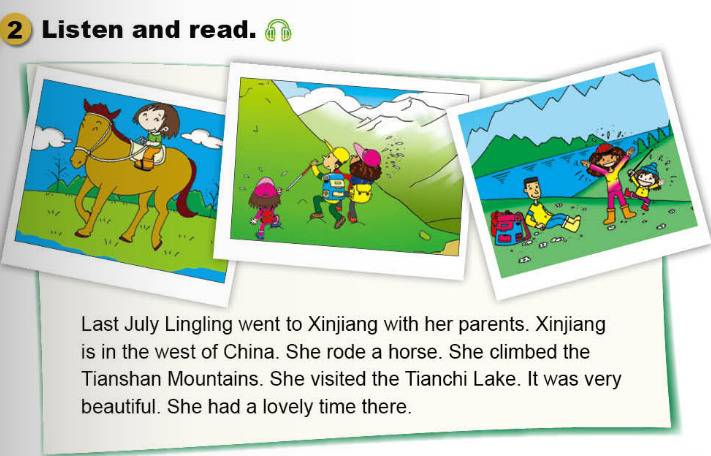 2 Listen and read.
Last July Lingling went to Xinjiang with her parents. Xinjiang
is in the west of China. She rode a horse. She climbed the
Tianshan Mountains. She visited the Tianchi Lake. It was very
beautiful. She had a lovely time there.